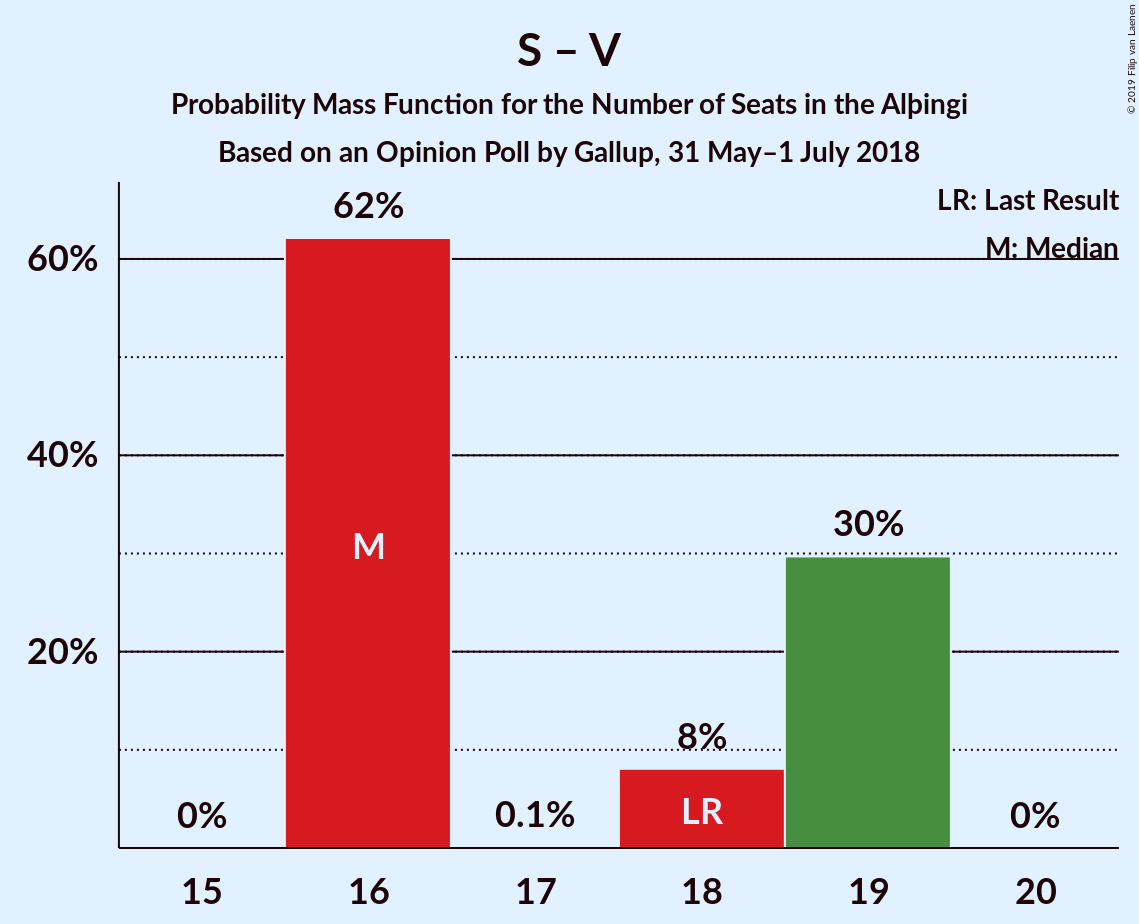 S – V
Probability Mass Function for the Number of Seats in the Alþingi
Based on an Opinion Poll by Gallup, 31 May–1 July 2018
© 2019 Filip van Laenen
LR: Last Result
M: Median
62%
60%
40%
M
30%
20%
8%
LR
0%
0.1%
0%
15 16 17 18 19 20